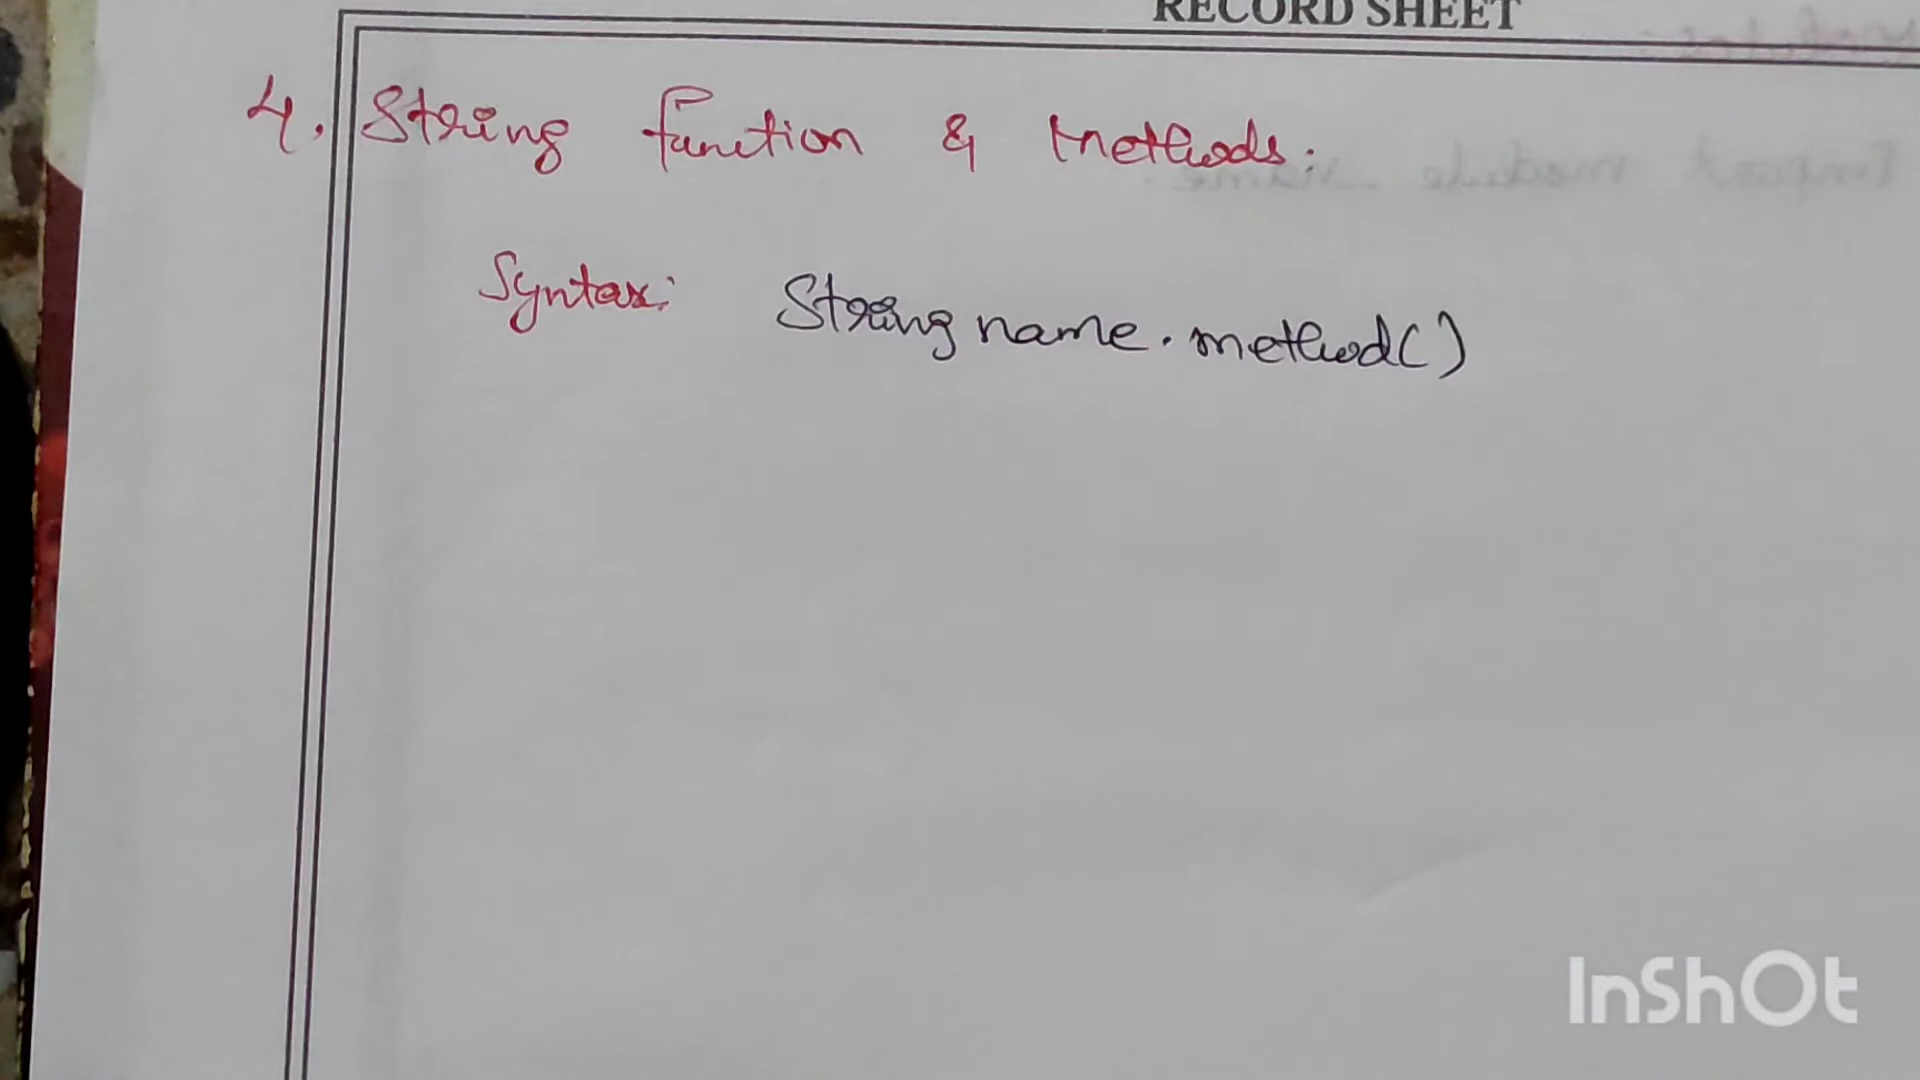 RECORD SHEET
4. String function & methods:
Syntax: String name. method()
InShOt